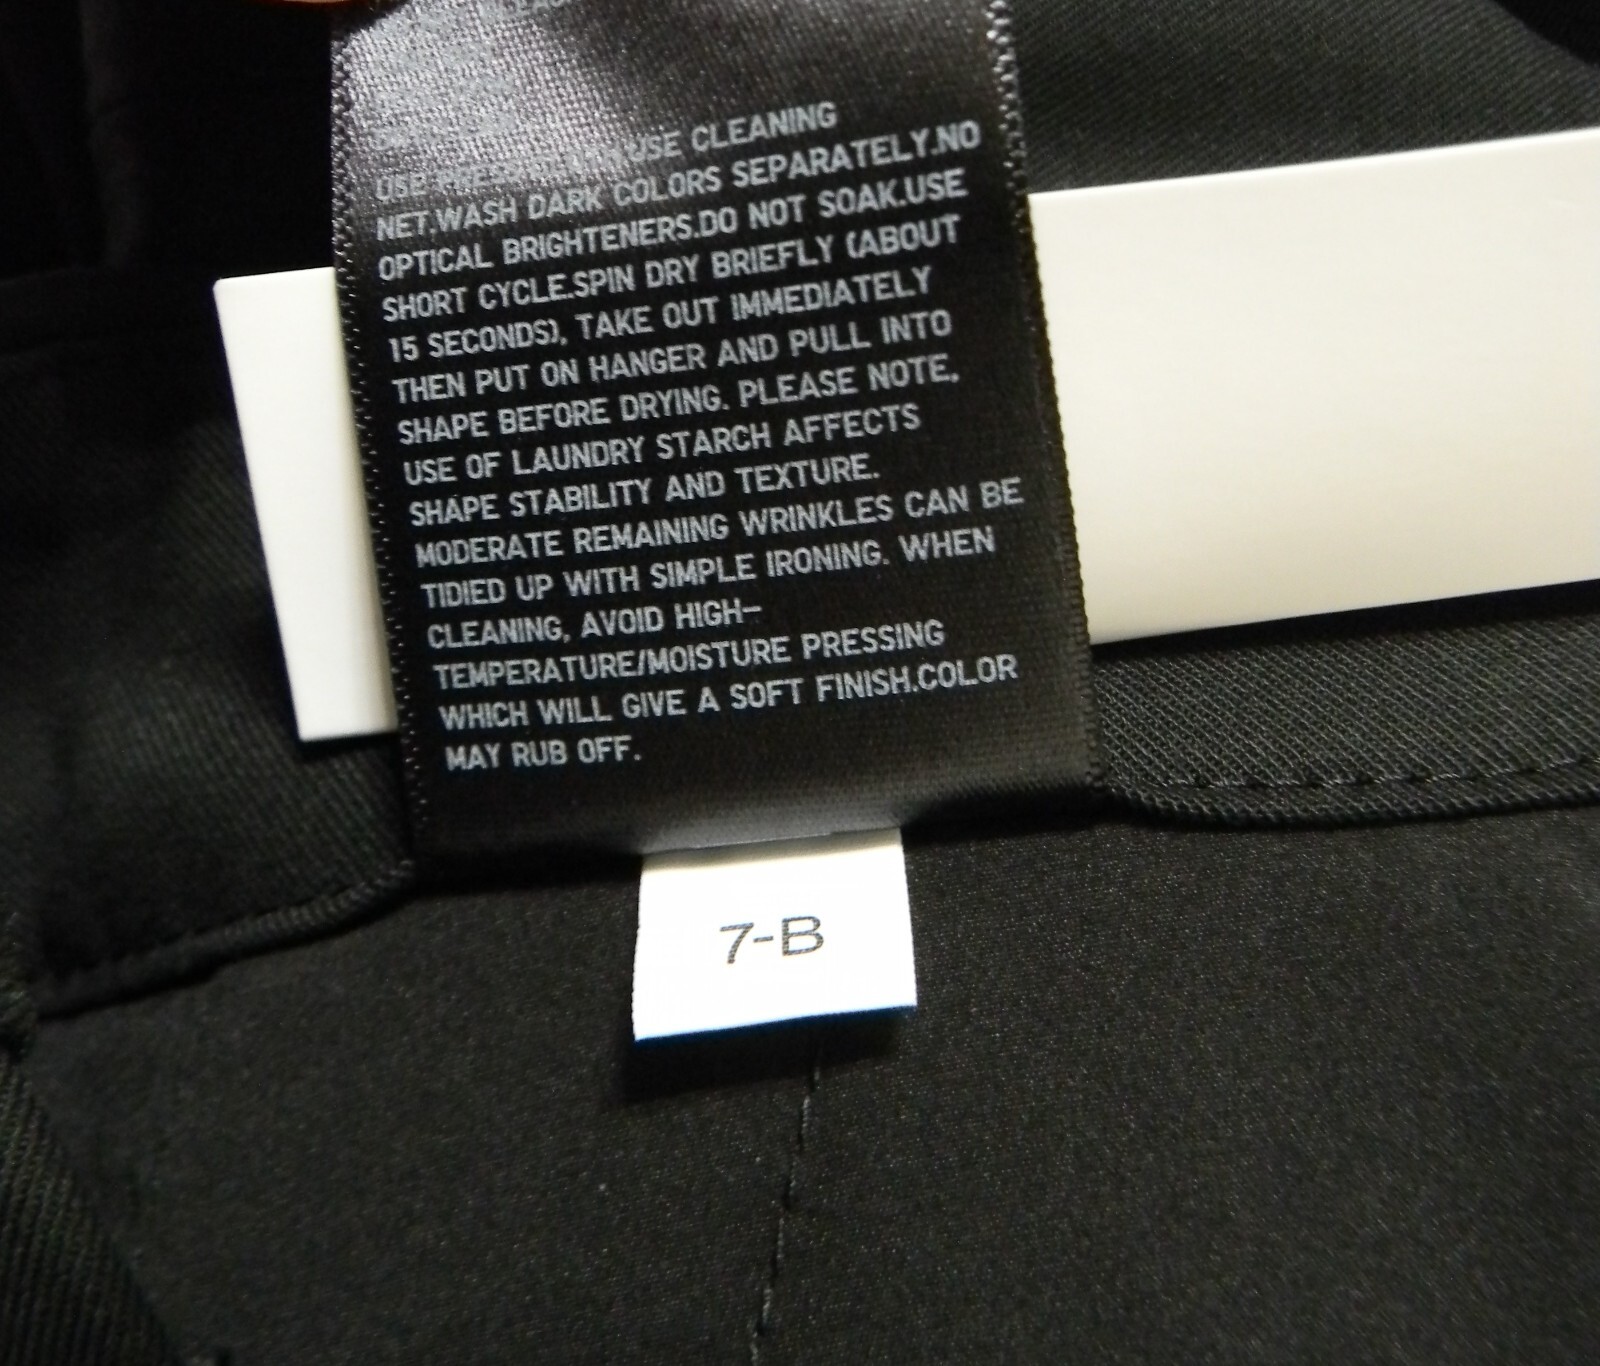 USE PRESS USE CLEANING
NET.WASH DARK COLORS SEPARATELY.NO
OPTICAL BRIGHTENERS.DO NOT SOAK.USE
SHORT CYCLE.SPIN DRY BRIEFLY (ABOUT
15 SECONDS), TAKE OUT IMMEDIATELY
THEN PUT ON HANGER AND PULL INTO
SHAPE BEFORE DRYING. PLEASE NOTE,
USE OF LAUNDRY STARCH AFFECTS
SHAPE STABILITY AND TEXTURE.
MODERATE REMAINING WRINKLES CAN BE
TIDIED UP WITH SIMPLE IRONING. WHEN
CLEANING, AVOID HIGH-
TEMPERATURE/MOISTURE PRESSING
WHICH WILL GIVE A SOFT FINISH.COLOR
MAY RUB OFF.
7-B